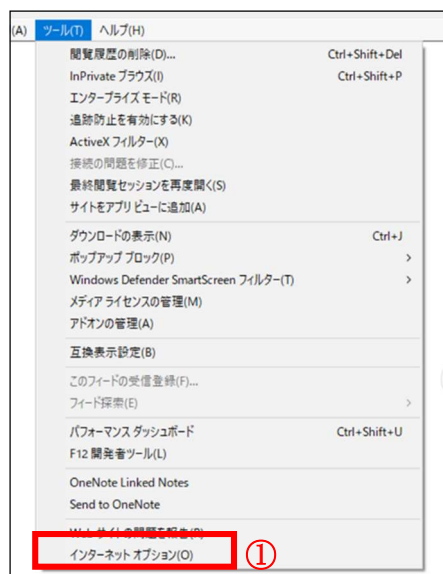 (A) ツール(T) ヘルプ(H)
閲覧履歴の削除(D)... Ctrl+Shift+Del
InPrivate ブラウズ(I) Ctrl+Shift+P
エンタープライズ モード(R)
追跡防止を有効にする(K)
ActiveX フィルター(X)
接続の問題を修正(C)...
最終閲覧セッションを再度開く(S)
サイトをアプリ ビューに追加(A)
ダウンロードの表示(N) Ctrl+J
ポップアップ ブロック(P) >
Windows Defender SmartScreen フィルター(T) >
メディア ライセンスの管理(M)
アドオンの管理(A)
互換表示設定(B)
このフィードの受信登録(F)...
フィード探索(E) >
パフォーマンス ダッシュボード Ctrl+Shift+U
F12 開発者ツール(L)
OneNote Linked Notes
Send to OneNote
Web サイトの問題を報告(R)
インターネット オプション(O) ①